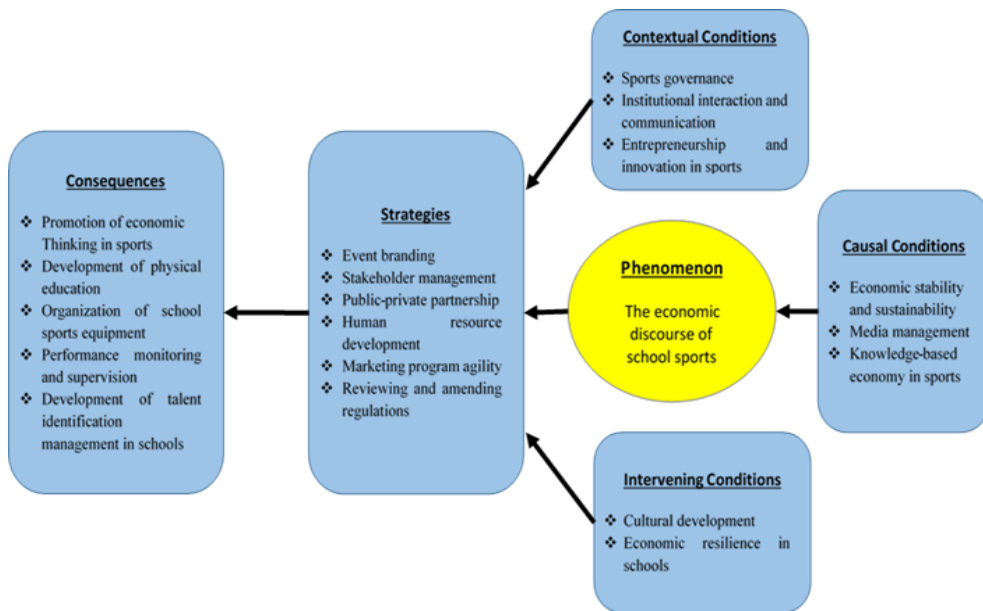 Contextual Conditions
❖ Sports governance
❖ Institutional interaction and
communication
❖ Entrepreneurship and
innovation in sports
Consequences
❖ Promotion of economic
Thinking in sports
❖ Development of physical
education
❖ Organization of school
sports equipment
❖ Performance monitoring
and supervision
❖ Development of talent
identification
management in schools
Strategies
❖ Event branding
❖ Stakeholder management
❖ Public-private partnership
❖ Human resource
development
❖ Marketing program agility
❖ Reviewing and amending
regulations
Phenomenon
The economic
discourse of
school sports
Causal Conditions
❖ Economic stability
and sustainability
❖ Media management
❖ Knowledge-based
economy in sports
Intervening Conditions
❖ Cultural development
❖ Economic resilience in
schools